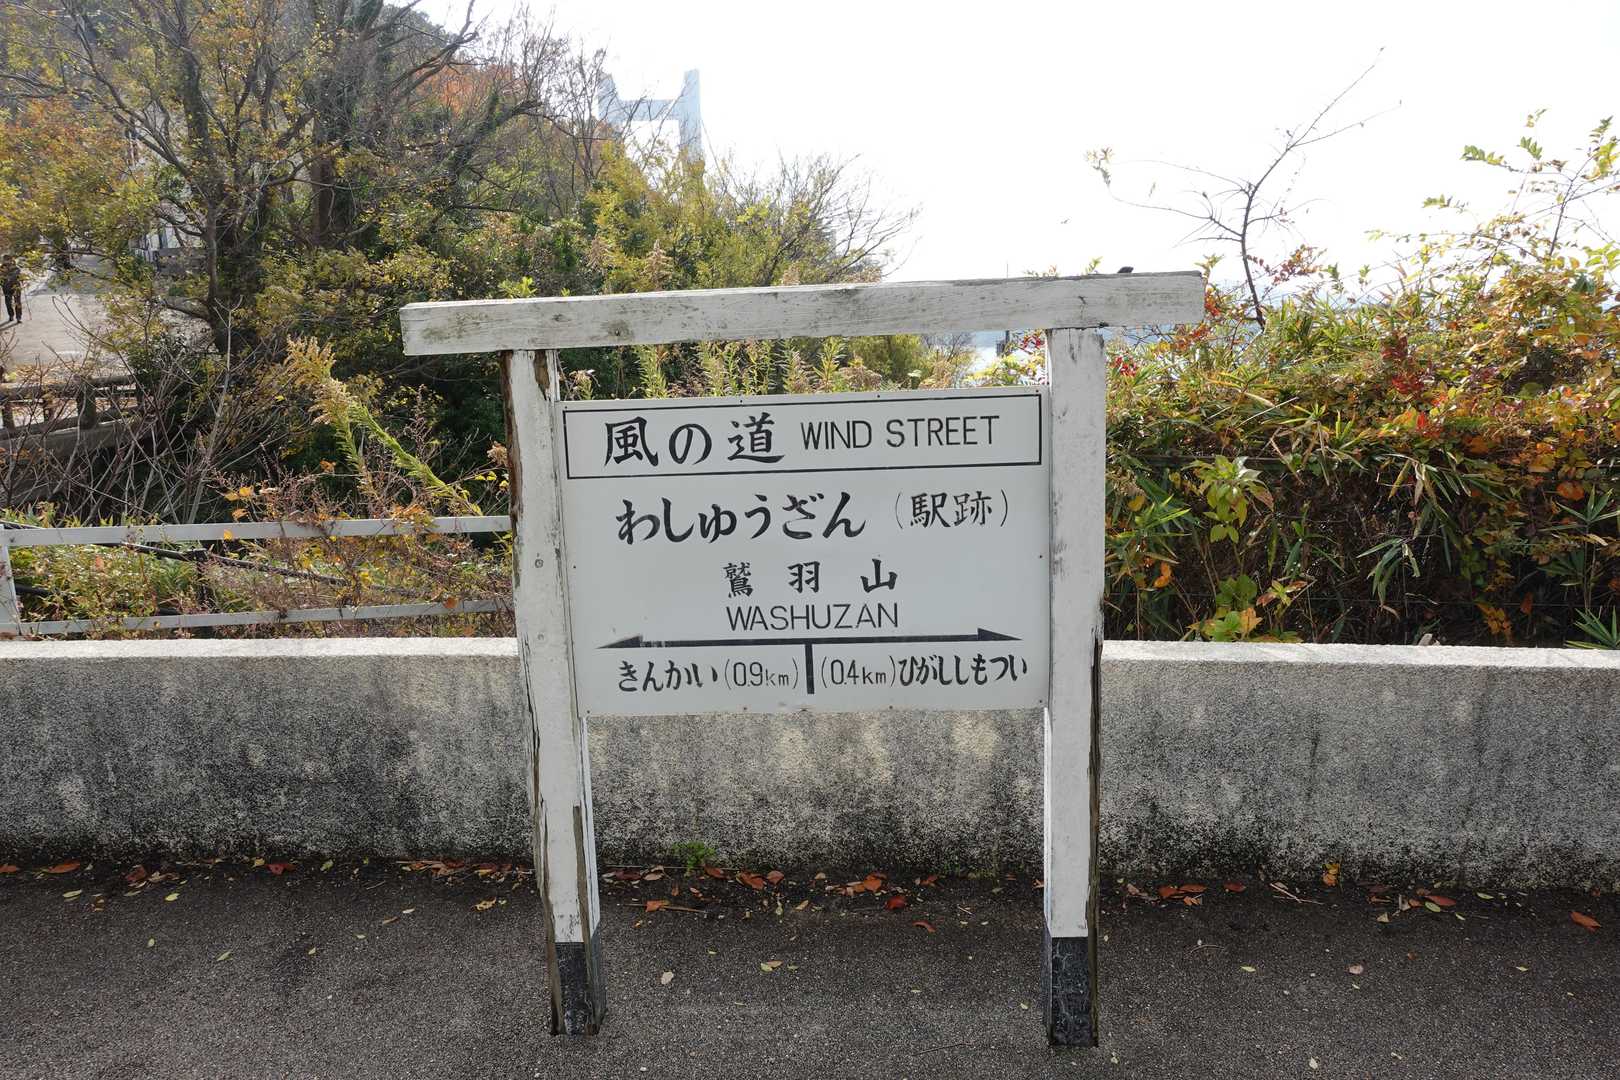 風の道 WIND STREET
わしゅうざん (駅跡)
鷲羽山
WASHUZAN
きんかい (0.9km) (0.4km) ひがししもつい